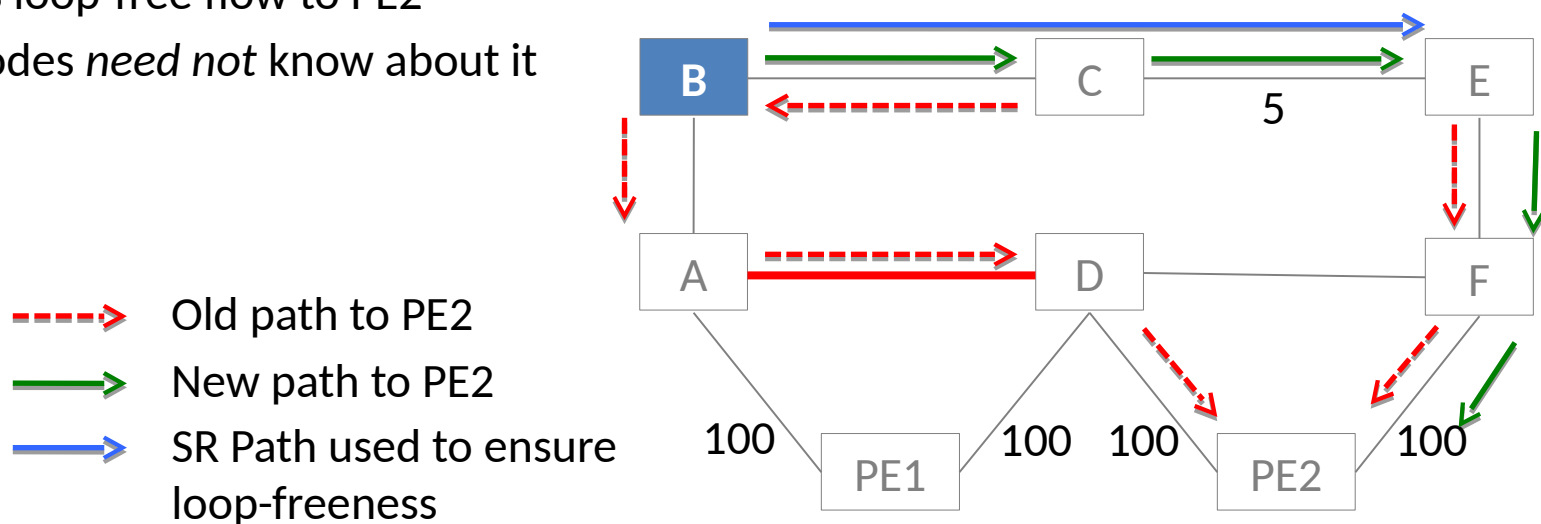 loop-free flow to PE2
need not know about it
B
C
E
5
A
D
F
Old path to PE2
New path to PE2
SR Path used to ensure
loop-freeness
100
100
100
100
PE1
PE2